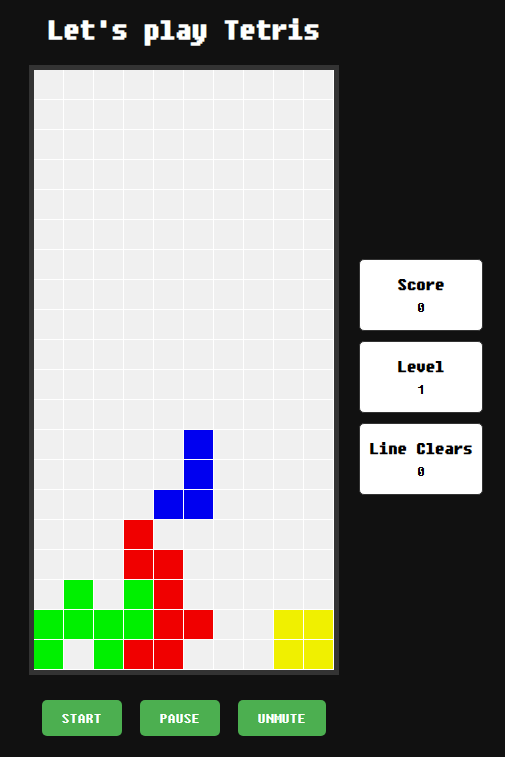 Let's play Tetris
Score
0
Level
1
Line Clears
0
START
PAUSE
UNMUTE